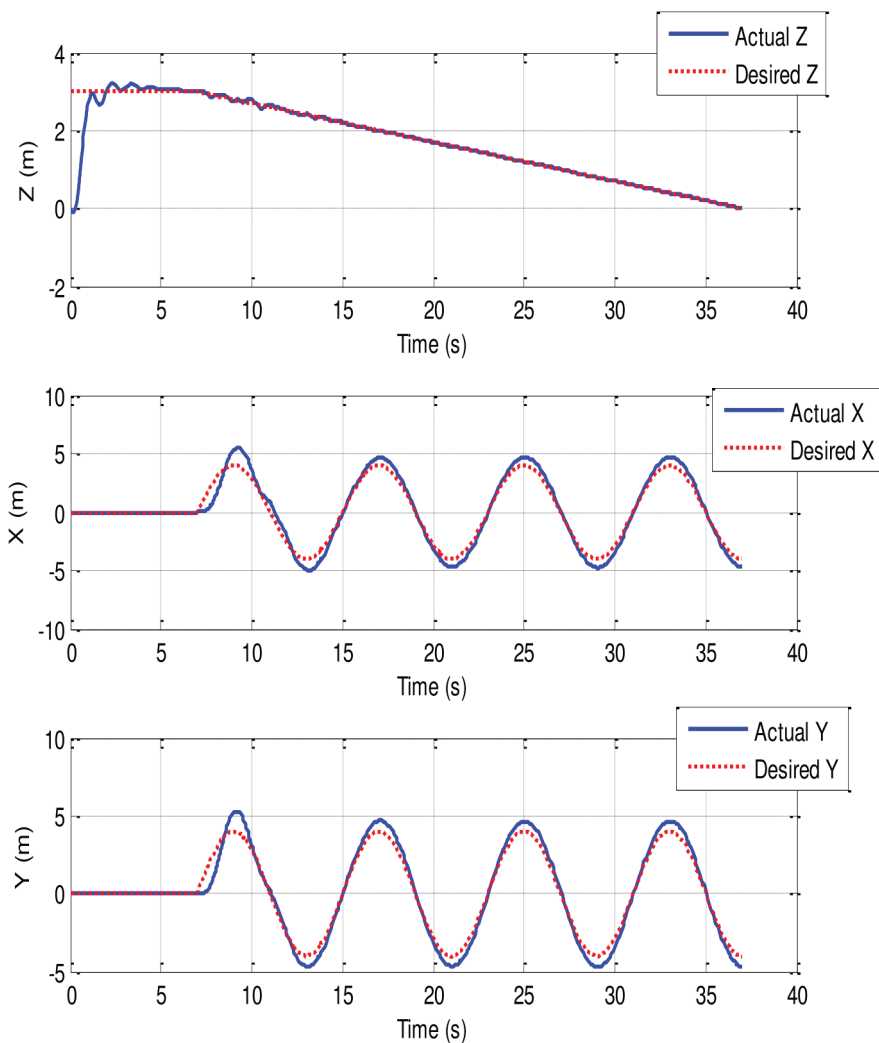 Actual Z
Desired Z
4
2
0
-2
Z (m)
0 5 10 15 20 25 30 35 40
Time (s)
Actual X
Desired X
10
5
0
-5
-10
X (m)
0 5 10 15 20 25 30 35 40
Time (s)
Actual Y
Desired Y
10
5
0
-5
Y (m)
0 5 10 15 20 25 30 35 40
Time (s)